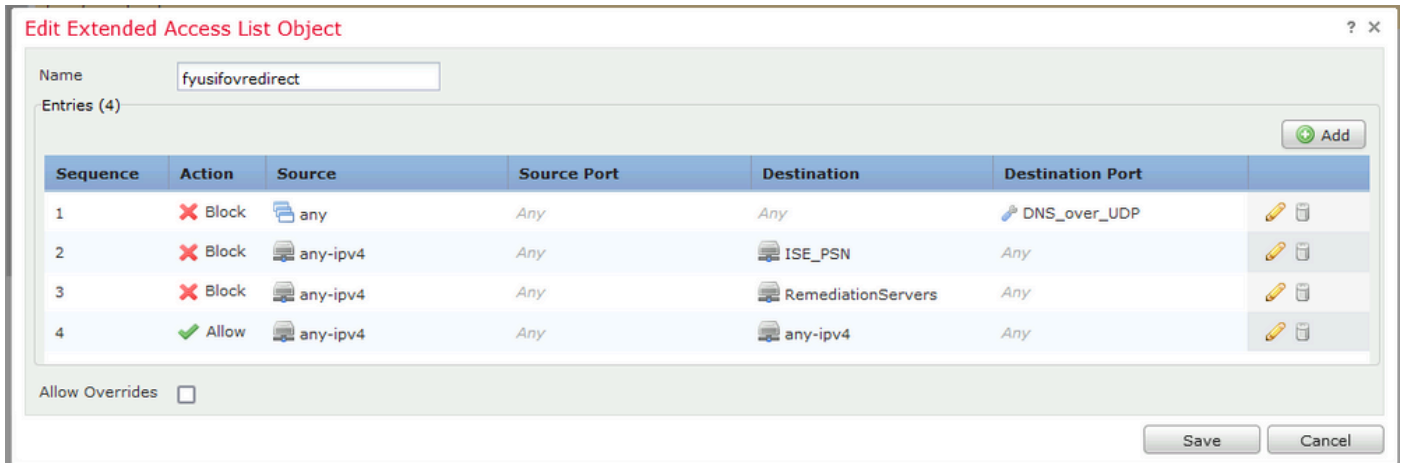 Edit Extended Access List Object ? ×
Name fyusifovredirect
Entries (4)
Add
Sequence Action Source Source Port Destination Destination Port
1 Block any Any Any DNS_over_UDP
2 Block any-ipv4 Any ISE_PSN Any
3 Block any-ipv4 Any RemediationServers Any
4 Allow any-ipv4 Any any-ipv4 Any
Allow Overrides
Save Cancel